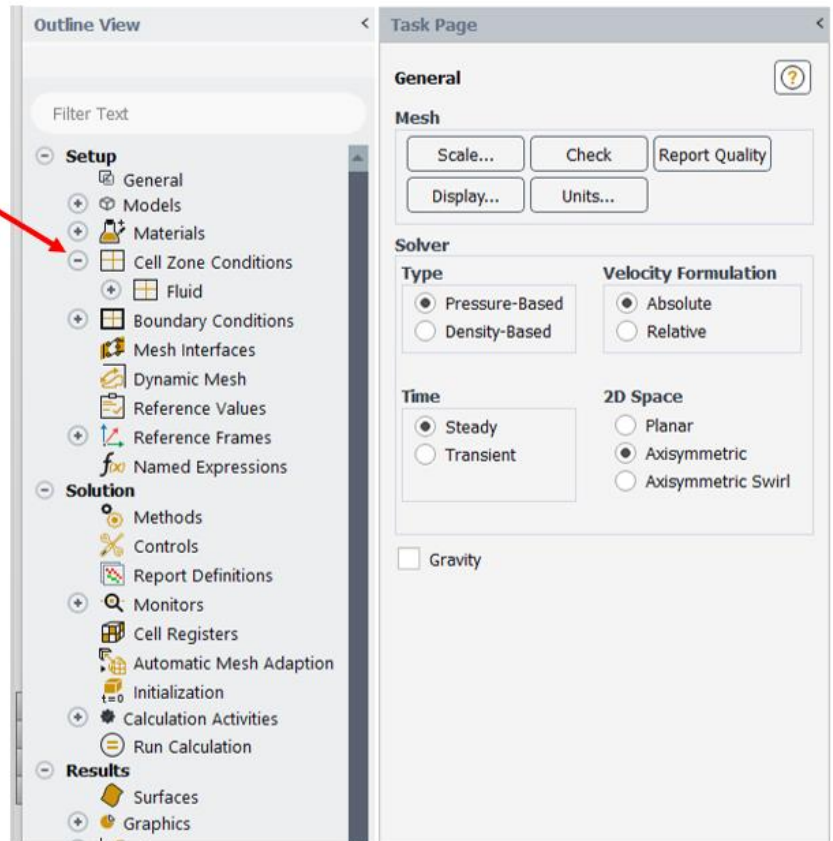 Outline View
Filter Text
Setup
General
Models
Materials
Cell Zone Conditions
Fluid
Boundary Conditions
Mesh Interfaces
Dynamic Mesh
Reference Values
Reference Frames
f(x) Named Expressions
Solution
Methods
Controls
Report Definitions
Monitors
Cell Registers
Automatic Mesh Adaption
t=0 Initialization
Calculation Activities
Run Calculation
Results
Surfaces
Graphics
Task Page
General
?
Mesh
Scale... Check Report Quality
Display... Units...
Solver
Type
Pressure-Based
Density-Based
Velocity Formulation
Absolute
Relative
Time
Steady
Transient
2D Space
Planar
Axisymmetric
Axisymmetric Swirl
Gravity